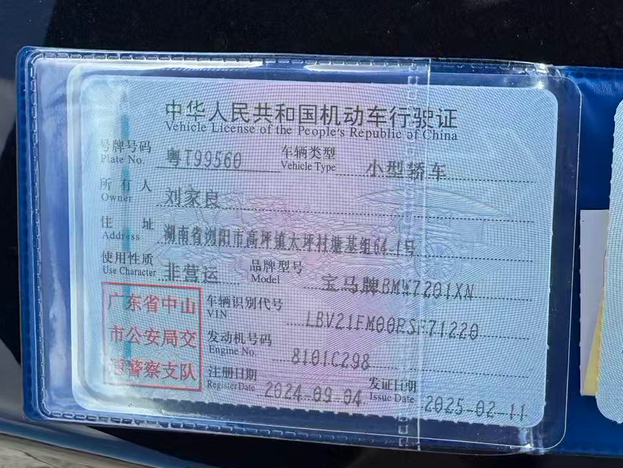 中华人民共和国机动车行驶证
Vehicle License of the People's Republic of China
号牌号码 粤T99560 车辆类型 小型轿车
Plate No. Vehicle Type
所有人 刘家良
Owner
住址 湖南省浏阳市高坪镇太坪村塘基组64-1号
Address
使用性质 非营运 品牌型号 宝马牌BMW7201XN
Use Character Model
广东省中山
市公安局交
通警察支队
车辆识别代号
VIN
发动机号码 8101C298
Engine No.
注册日期 2024-09-04 发证日期 2025-02-11
Register Date Issue Date